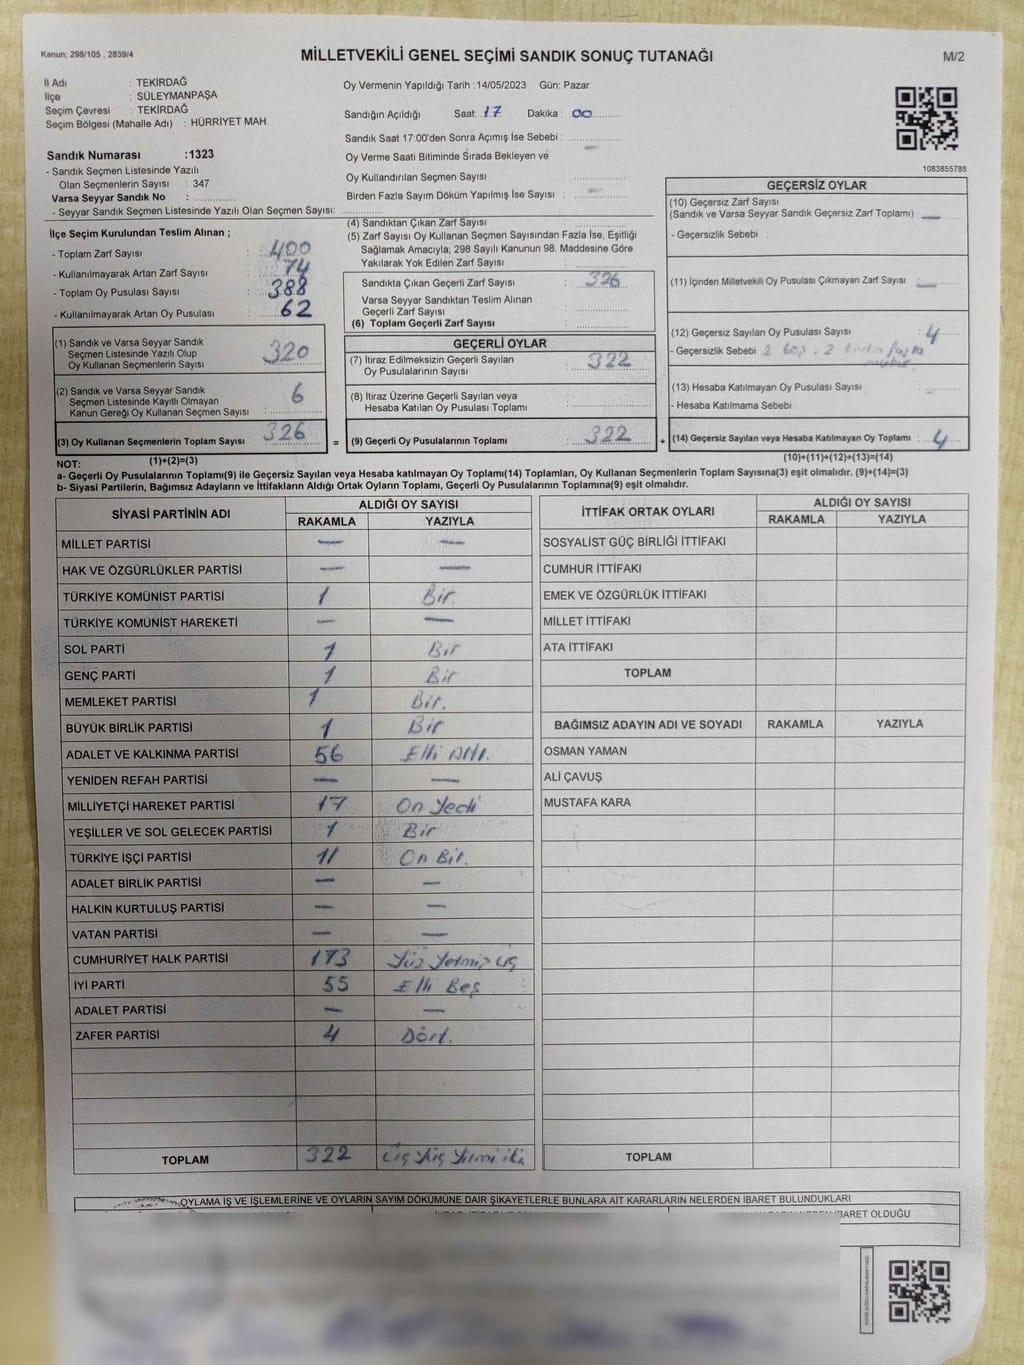 Kanun: 298/105 , 2839/4
MİLLETVEKİLİ GENEL SEÇİMİ SANDIK SONUÇ TUTANAĞI
M/2
İl Adı : TEKİRDAĞ
İlçe : SÜLEYMANPAŞA
Seçim Çevresi : TEKİRDAĞ
Seçim Bölgesi (Mahalle Adı) : HÜRRİYET MAH.
Sandık Numarası :1323
- Sandık Seçmen Listesinde Yazılı
Olan Seçmenlerin Sayısı : 347
Varsa Seyyar Sandık No :
- Seyyar Sandık Seçmen Listesinde Yazılı Olan Seçmen Sayısı:
Oy Vermenin Yapıldığı Tarih :14/05/2023 Gün: Pazar
Sandığın Açıldığı Saat: 17 Dakika : 00
Sandık Saat 17:00'den Sonra Açımış İse Sebebi :
Oy Verme Saati Bitiminde Sırada Bekleyen ve
Oy Kullandırılan Seçmen Sayısı : —
Birden Fazla Sayım Döküm Yapılmış İse Sayısı : —
1083855788
İlçe Seçim Kurulundan Teslim Alınan ;
- Toplam Zarf Sayısı : 400
- Kullanılmayarak Artan Zarf Sayısı : 74
- Toplam Oy Pusulası Sayısı : 388
- Kullanılmayarak Artan Oy Pusulası : 62
(4) Sandıktan Çıkan Zarf Sayısı :
(5) Zarf Sayısı Oy Kullanan Seçmen Sayısından Fazla İse, Eşitliği
Sağlamak Amacıyla; 298 Sayılı Kanunun 98. Maddesine Göre
Yakılarak Yok Edilen Zarf Sayısı :
Sandıkta Çıkan Geçerli Zarf Sayısı : 326
Varsa Seyyar Sandıktan Teslim Alınan
Geçerli Zarf Sayısı :
(6) Toplam Geçerli Zarf Sayısı :
GEÇERSİZ OYLAR
(10) Geçersiz Zarf Sayısı
(Sandık ve Varsa Seyyar Sandık Geçersiz Zarf Toplamı) : —
- Geçersizlik Sebebi :
(11) İçinden Milletvekili Oy Pusulası Çıkmayan Zarf Sayısı : —
(12) Geçersiz Sayılan Oy Pusulası Sayısı : 4
- Geçersizlik Sebebi : 2 boş, 2 birden fazla
(13) Hesaba Katılmayan Oy Pusulası Sayısı : —
- Hesaba Katılmama Sebebi :
(14) Geçersiz Sayılan veya Hesaba Katılmayan Oy Toplamı : 4
(10)+(11)+(12)+(13)=(14)
(1) Sandık ve Varsa Seyyar Sandık
Seçmen Listesinde Yazılı Olup
Oy Kullanan Seçmenlerin Sayısı : 320
(2) Sandık ve Varsa Seyyar Sandık
Seçmen Listesinde Kayıtlı Olmayan
Kanun Gereği Oy Kullanan Seçmen Sayısı : 6
(3) Oy Kullanan Seçmenlerin Toplam Sayısı : 326
(1)+(2)=(3)
GEÇERLİ OYLAR
(7) İtiraz Edilmeksizin Geçerli Sayılan
Oy Pusulalarının Sayısı : 322
(8) İtiraz Üzerine Geçerli Sayılan veya
Hesaba Katılan Oy Pusulası Toplamı :
= (9) Geçerli Oy Pusulalarının Toplamı : 322 +
NOT:
a- Geçerli Oy Pusulalarının Toplamı(9) ile Geçersiz Sayılan veya Hesaba katılmayan Oy Toplamı(14) Toplamları, Oy Kullanan Seçmenlerin Toplam Sayısına(3) eşit olmalıdır. (9)+(14)=(3)
b- Siyasi Partilerin, Bağımsız Adayların ve İttifakların Aldığı Ortak Oyların Toplamı, Geçerli Oy Pusulalarının Toplamına(9) eşit olmalıdır.
SİYASİ PARTİNİN ADI
ALDIĞI OY SAYISI
RAKAMLA YAZIYLA
MİLLET PARTİSİ — —
HAK VE ÖZGÜRLÜKLER PARTİSİ — —
TÜRKİYE KOMÜNİST PARTİSİ 1 Bir.
TÜRKİYE KOMÜNİST HAREKETİ — —
SOL PARTİ 1 Bir
GENÇ PARTİ 1 Bir
MEMLEKET PARTİSİ 1 Bir.
BÜYÜK BİRLİK PARTİSİ 1 Bir
ADALET VE KALKINMA PARTİSİ 56 Elli Altı.
YENİDEN REFAH PARTİSİ — —
MİLLİYETÇİ HAREKET PARTİSİ 17 On Yedi
YEŞİLLER VE SOL GELECEK PARTİSİ 1 Bir
TÜRKİYE İŞÇİ PARTİSİ 11 On Bir.
ADALET BİRLİK PARTİSİ — —
HALKIN KURTULUŞ PARTİSİ — —
VATAN PARTİSİ — —
CUMHURİYET HALK PARTİSİ 173 Yüz Yetmiş Üç
İYİ PARTİ 55 Elli Beş
ADALET PARTİSİ — —
ZAFER PARTİSİ 4 Dört.
TOPLAM 322 Üç Yüz Yirmi iki
İTTİFAK ORTAK OYLARI
ALDIĞI OY SAYISI
RAKAMLA YAZIYLA
SOSYALİST GÜÇ BİRLİĞİ İTTİFAKI
CUMHUR İTTİFAKI
EMEK VE ÖZGÜRLÜK İTTİFAKI
MİLLET İTTİFAKI
ATA İTTİFAKI
TOPLAM
BAĞIMSIZ ADAYIN ADI VE SOYADI RAKAMLA YAZIYLA
OSMAN YAMAN
ALİ ÇAVUŞ
MUSTAFA KARA
TOPLAM
OYLAMA İŞ VE İŞLEMLERİNE VE OYLARIN SAYIM DÖKÜMÜNE DAİR ŞİKAYETLERLE BUNLARA AİT KARARLARIN NELERDEN İBARET BULUNDUKLARI
İBARET OLDUĞU